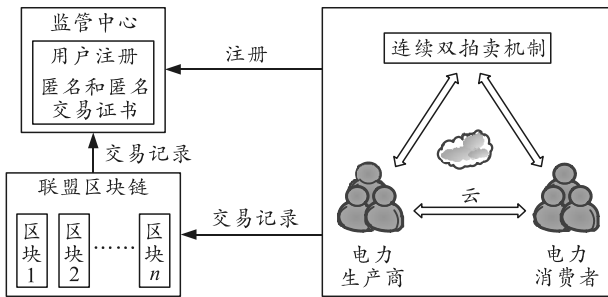 监管中心
用户注册
匿名和匿名
交易证书
注册
连续双拍卖机制
交易记录
联盟区块链
区块1
区块2
……
区块n
交易记录
云
电力
生产商
电力
消费者